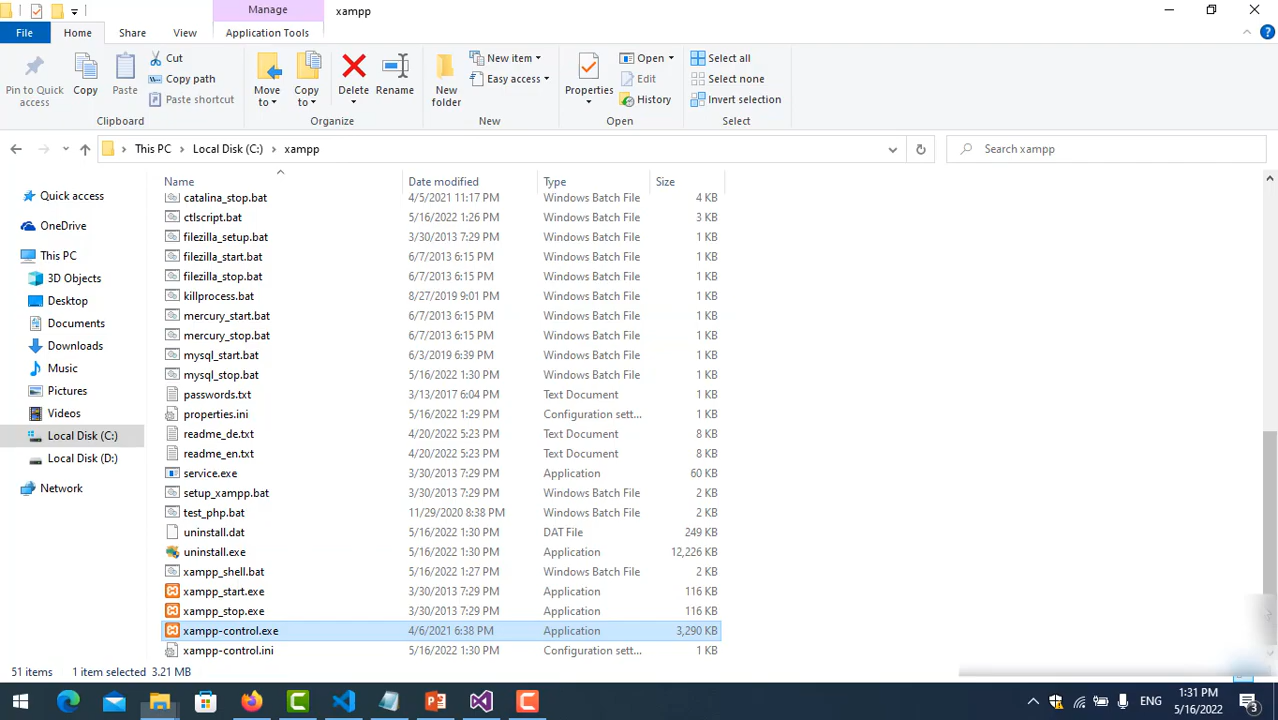 Manage
xampp
File
Home
Share
View
Application Tools
Pin to Quick access
Copy
Paste
Cut
Copy path
Paste shortcut
Clipboard
Move to
Copy to
Delete
Rename
Organize
New folder
New item
Easy access
New
Properties
Open
Edit
History
Open
Select all
Select none
Invert selection
Select
This PC
Local Disk (C:)
xampp
Search xampp
Quick access
OneDrive
This PC
3D Objects
Desktop
Documents
Downloads
Music
Pictures
Videos
Local Disk (C:)
Local Disk (D:)
Network
Name Date modified Type Size
catalina_stop.bat 4/5/2021 11:17 PM Windows Batch File 4 KB
ctlscript.bat 5/16/2022 1:26 PM Windows Batch File 3 KB
filezilla_setup.bat 3/30/2013 7:29 PM Windows Batch File 1 KB
filezilla_start.bat 6/7/2013 6:15 PM Windows Batch File 1 KB
filezilla_stop.bat 6/7/2013 6:15 PM Windows Batch File 1 KB
killprocess.bat 8/27/2019 9:01 PM Windows Batch File 1 KB
mercury_start.bat 6/7/2013 6:15 PM Windows Batch File 1 KB
mercury_stop.bat 6/7/2013 6:15 PM Windows Batch File 1 KB
mysql_start.bat 6/3/2019 6:39 PM Windows Batch File 1 KB
mysql_stop.bat 5/16/2022 1:30 PM Windows Batch File 1 KB
passwords.txt 3/13/2017 6:04 PM Text Document 1 KB
properties.ini 5/16/2022 1:29 PM Configuration sett... 1 KB
readme_de.txt 4/20/2022 5:23 PM Text Document 8 KB
readme_en.txt 4/20/2022 5:23 PM Text Document 8 KB
service.exe 3/30/2013 7:29 PM Application 60 KB
setup_xampp.bat 3/30/2013 7:29 PM Windows Batch File 2 KB
test_php.bat 11/29/2020 8:38 PM Windows Batch File 2 KB
uninstall.dat 5/16/2022 1:30 PM DAT File 249 KB
uninstall.exe 5/16/2022 1:30 PM Application 12,226 KB
xampp_shell.bat 5/16/2022 1:27 PM Windows Batch File 2 KB
xampp_start.exe 3/30/2013 7:29 PM Application 116 KB
xampp_stop.exe 3/30/2013 7:29 PM Application 116 KB
xampp-control.exe 4/6/2021 6:38 PM Application 3,290 KB
xampp-control.ini 5/16/2022 1:30 PM Configuration sett... 1 KB
51 items 1 item selected 3.21 MB
ENG
1:31 PM
5/16/2022
3